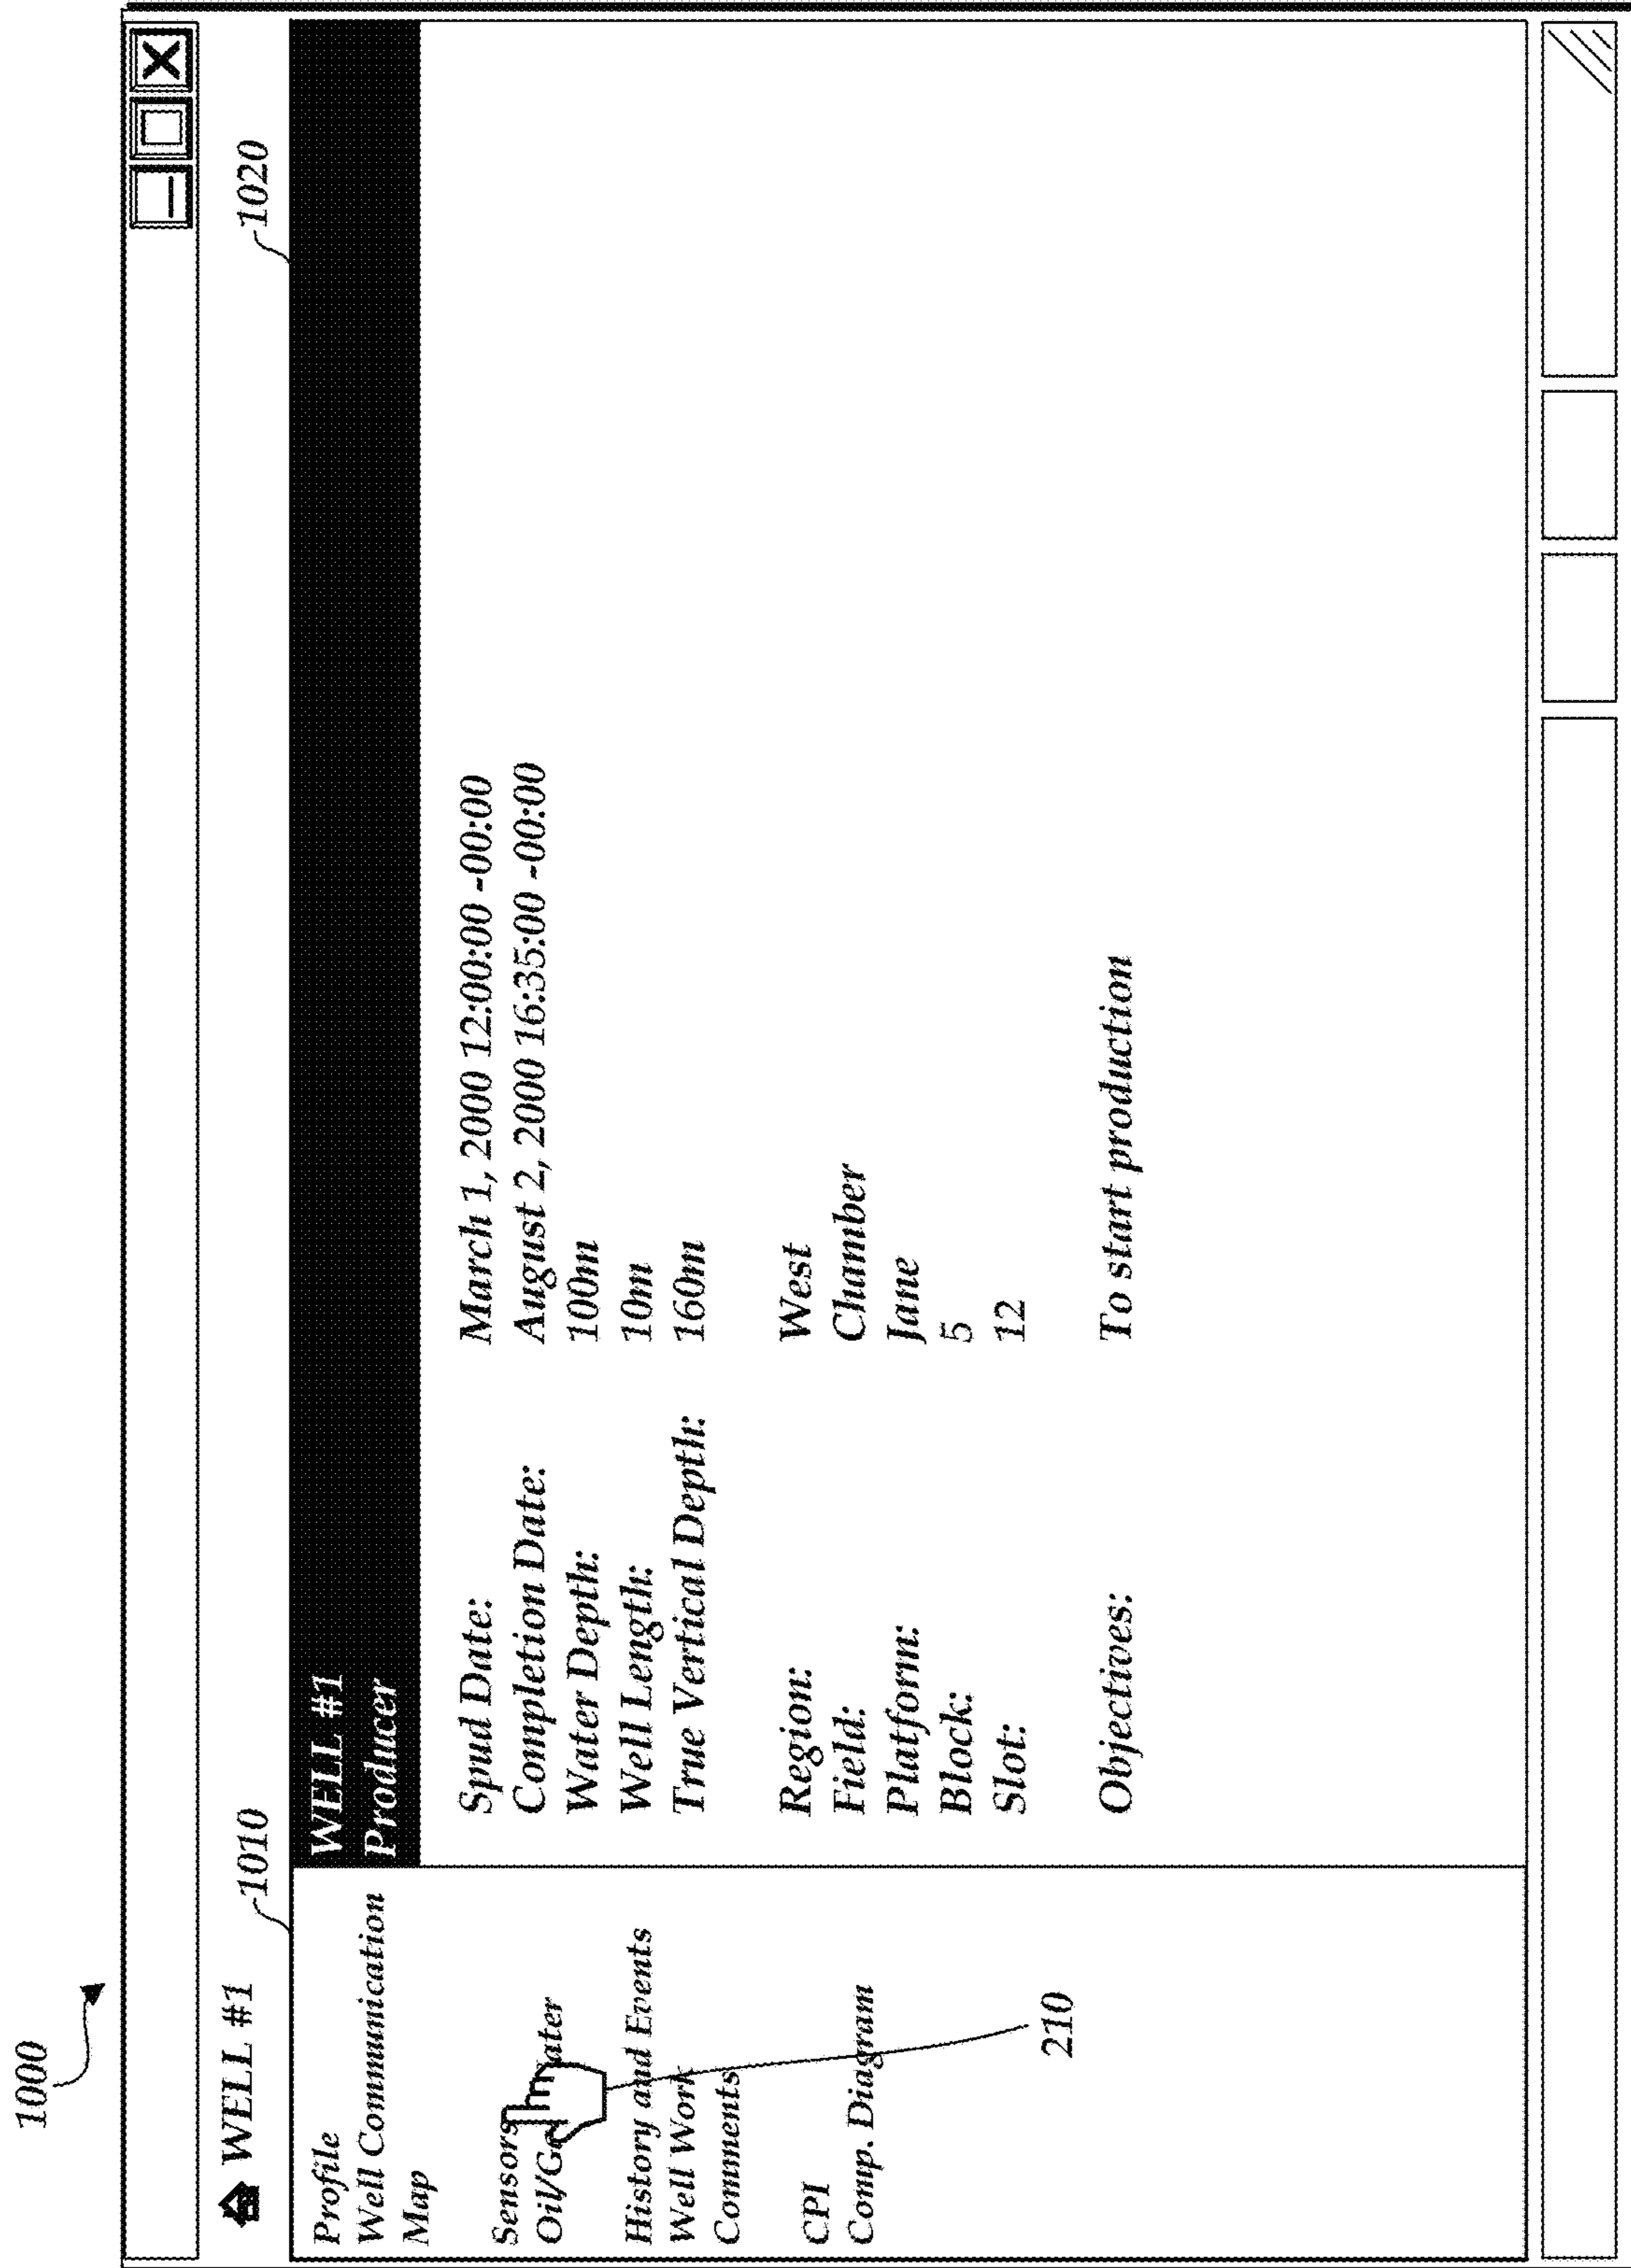 1000
WELL #1
1010
1020
Profile
Well Communication
Map
Sensors
Oil/G ater
History and Events
Well Work
Comments
CPI
Comp. Diagram
210
WELL #1
Producer
Spud Date: March 1, 2000 12:00:00 -00:00
Completion Date: August 2, 2000 16:35:00 -00:00
Water Depth: 100m
Well Length: 10m
True Vertical Depth: 160m
Region: West
Field: Chamber
Platform: Jane
Block: 5
Slot: 12
Objectives: To start production